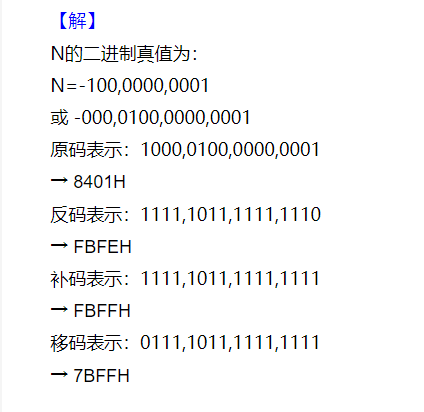 【解】
N的二进制真值为：
N=-100,0000,0001
或 -000,0100,0000,0001
原码表示：1000,0100,0000,0001
→ 8401H
反码表示：1111,1011,1111,1110
→ FBFEH
补码表示：1111,1011,1111,1111
→ FBFFH
移码表示：0111,1011,1111,1111
→ 7BFFH